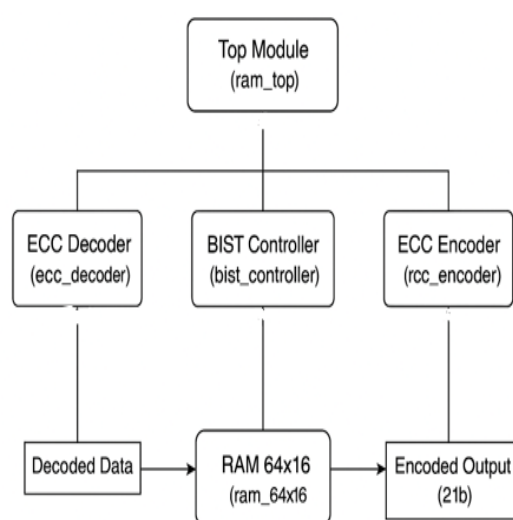 Top Module
(ram_top)
ECC Decoder
(ecc_decoder)
BIST Controller
(bist_controller)
ECC Encoder
(rcc_encoder)
Decoded Data
RAM 64x16
(ram_64x16
Encoded Output
(21b)